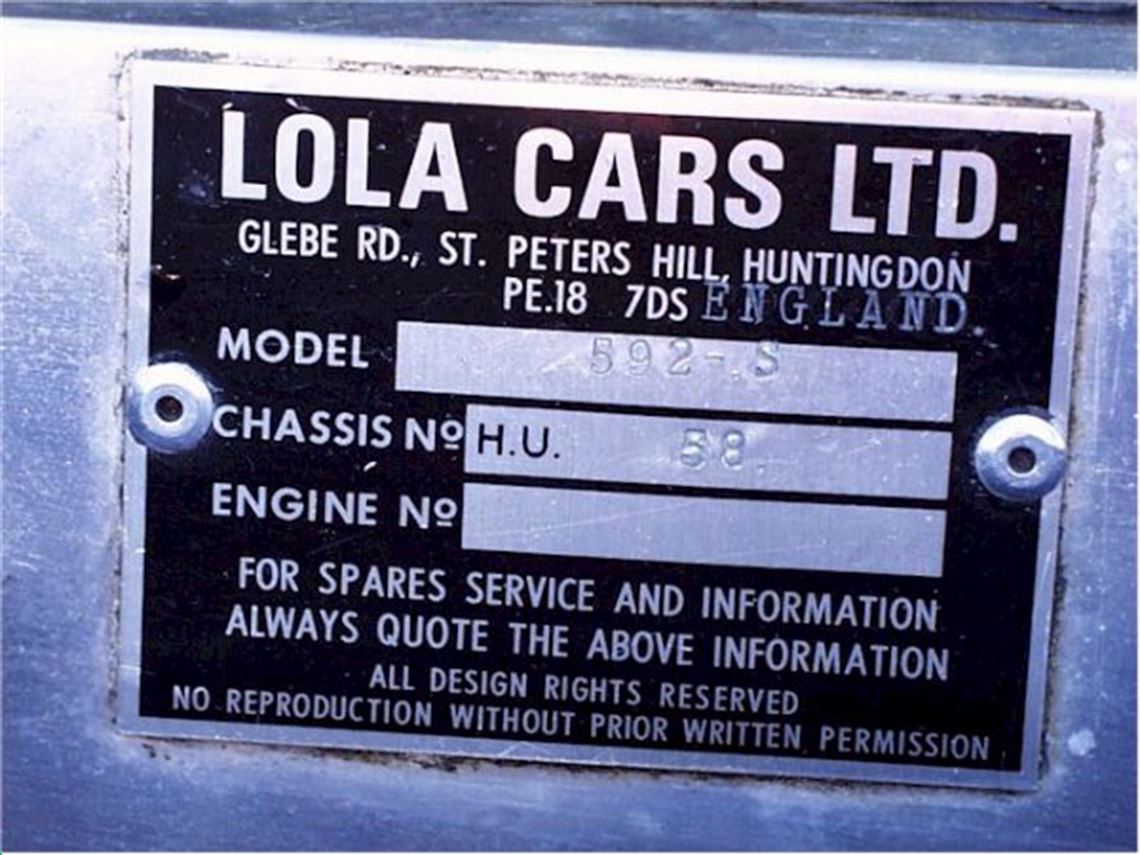 LOLA CARS LTD.
GLEBE RD., ST. PETERS HILL, HUNTINGDON
PE.18 7DS ENGLAND.
MODEL 592-S
CHASSIS Nº H.U. 58.
ENGINE Nº
FOR SPARES SERVICE AND INFORMATION
ALWAYS QUOTE THE ABOVE INFORMATION
ALL DESIGN RIGHTS RESERVED
NO REPRODUCTION WITHOUT PRIOR WRITTEN PERMISSION